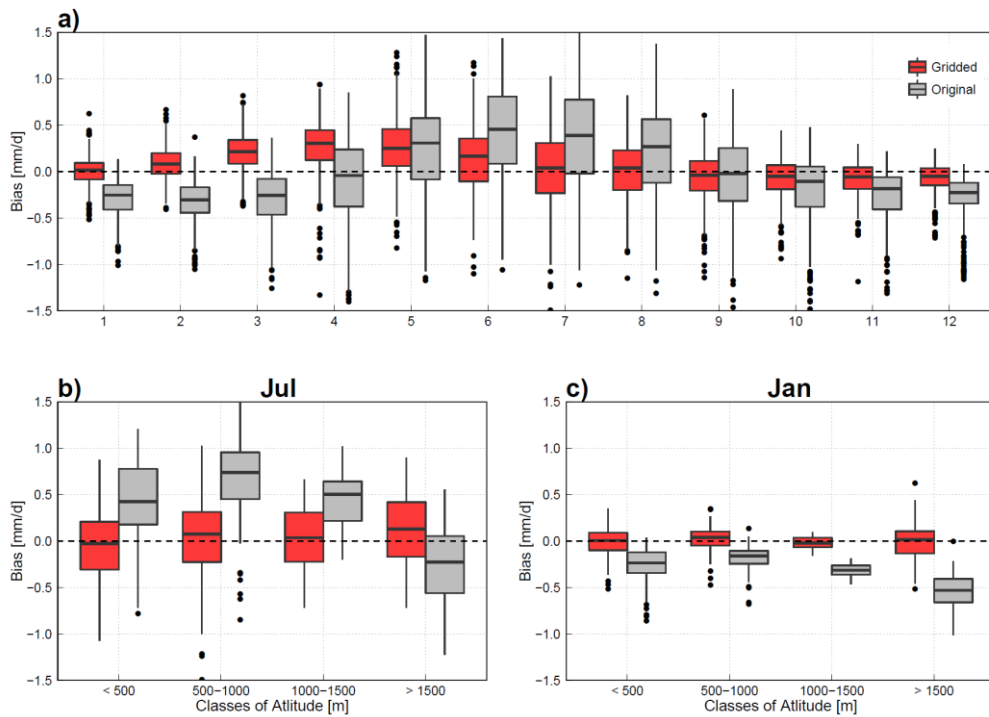 a)
1.5
1.0
0.5
0.0
−0.5
−1.0
−1.5
Bias [mm/d]
Gridded
Original
1 2 3 4 5 6 7 8 9 10 11 12
b) Jul
1.5
1.0
0.5
0.0
−0.5
−1.0
−1.5
Bias [mm/d]
< 500 500−1000 1000−1500 > 1500
Classes of Atlitude [m]
c) Jan
1.5
1.0
0.5
0.0
−0.5
−1.0
−1.5
Bias [mm/d]
< 500 500−1000 1000−1500 > 1500
Classes of Atlitude [m]